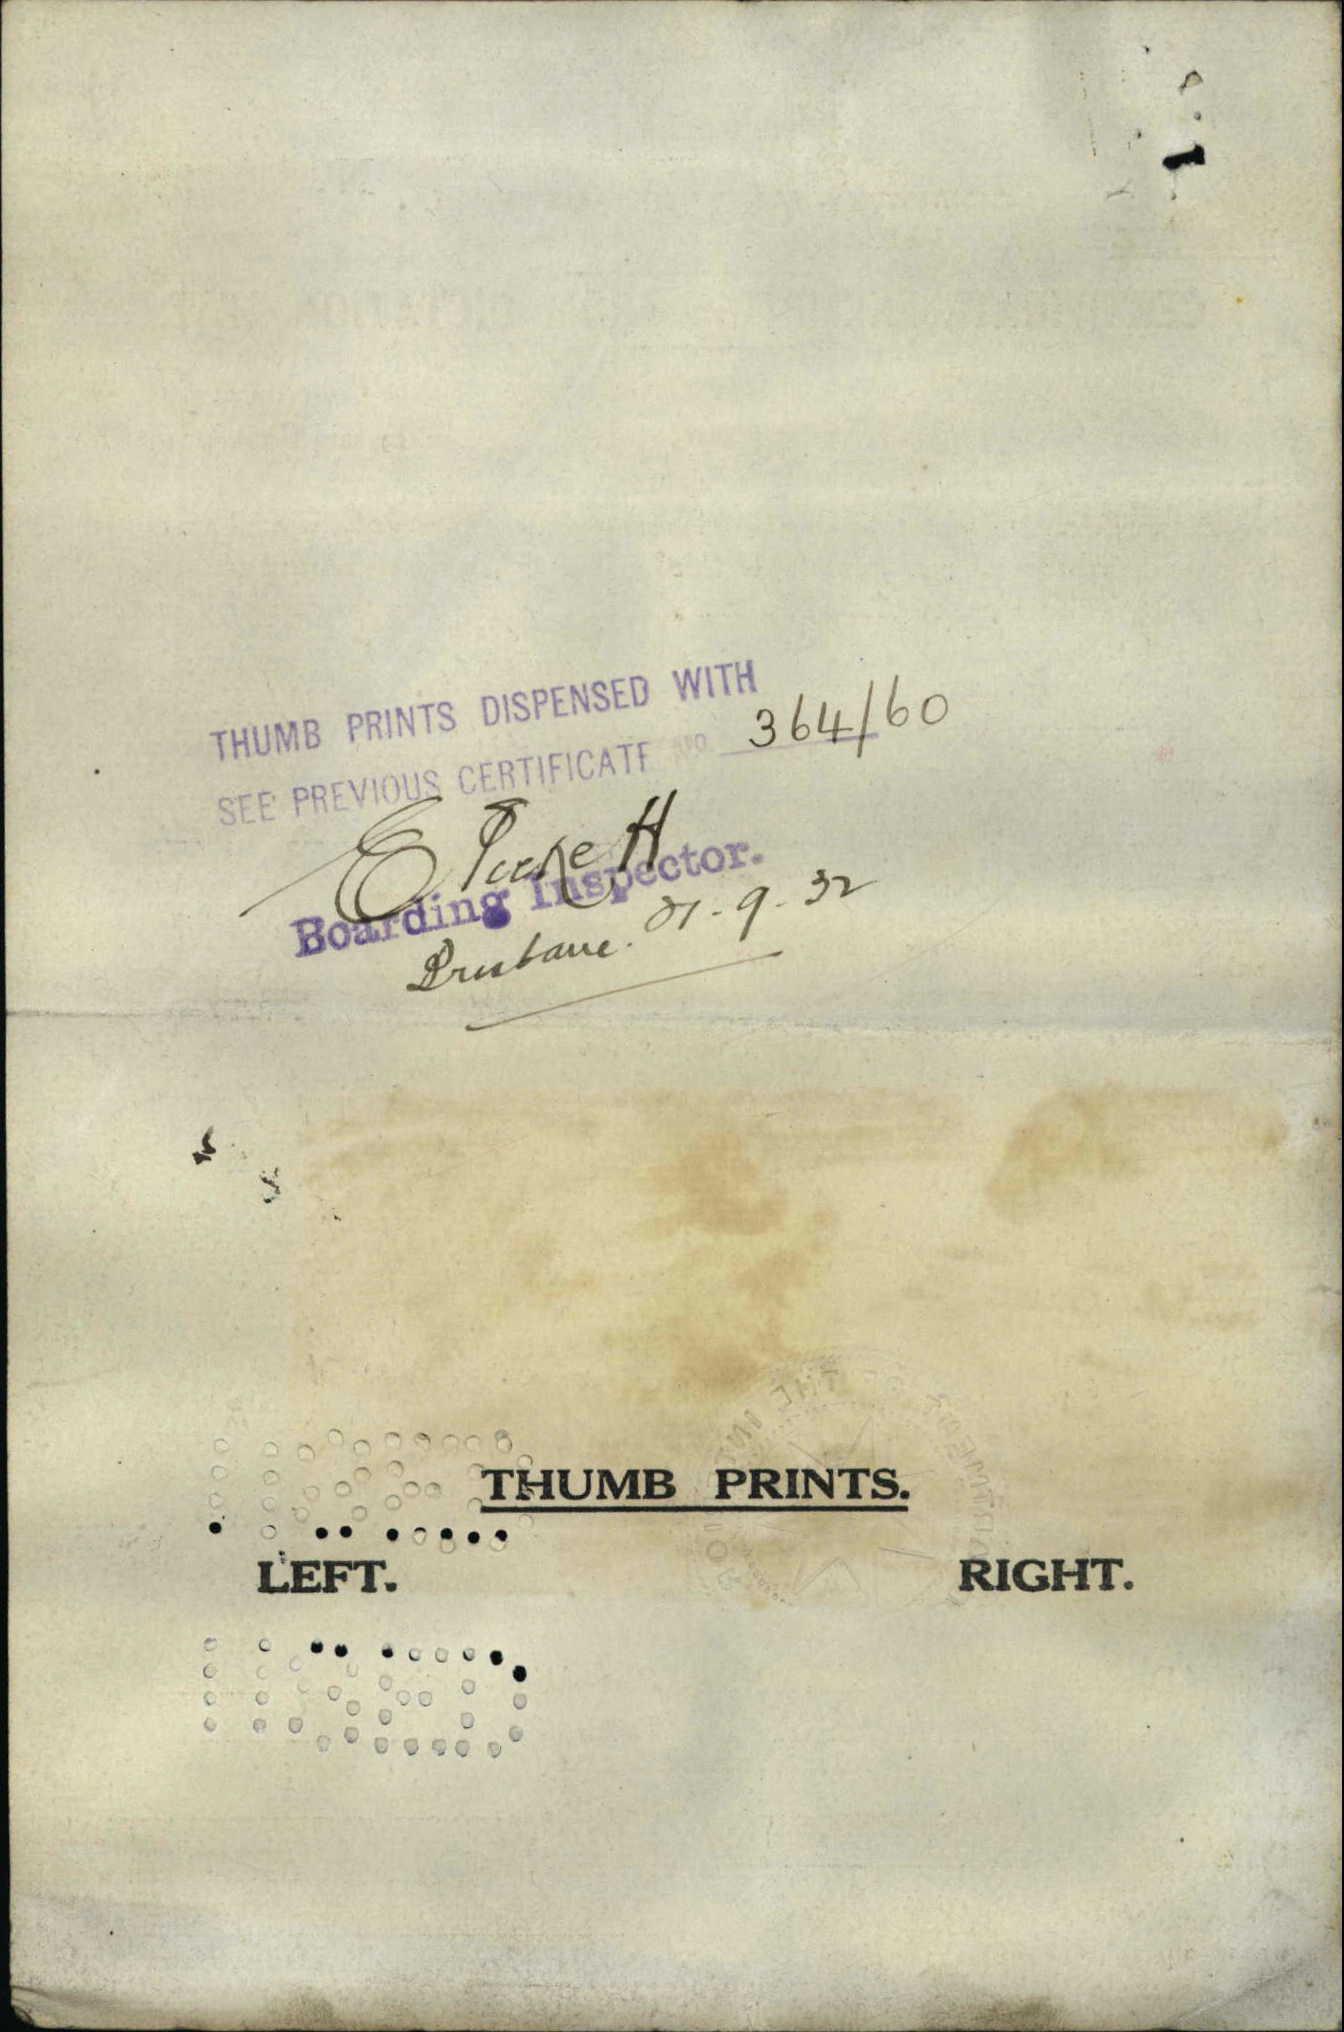 THUMB PRINTS DISPENSED WITH
SEE PREVIOUS CERTIFICATE No 364/60
E
Boarding Inspector.
Brisbane. 21-9-32
THUMB PRINTS.
LEFT. RIGHT.